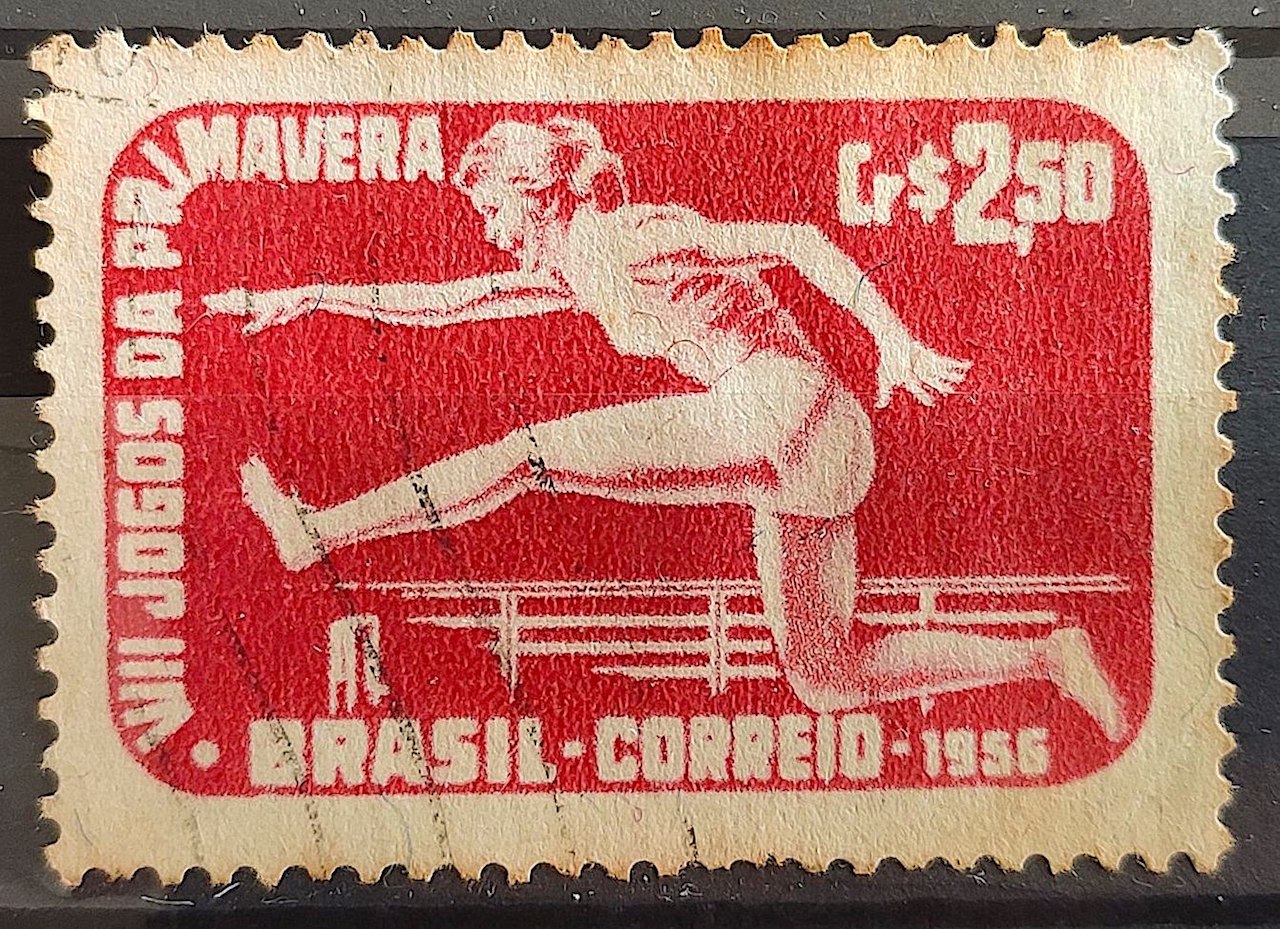 VIII JOGOS DA PRIMAVERA
Cr$ 2,50
BRASIL - CORREIO - 1956